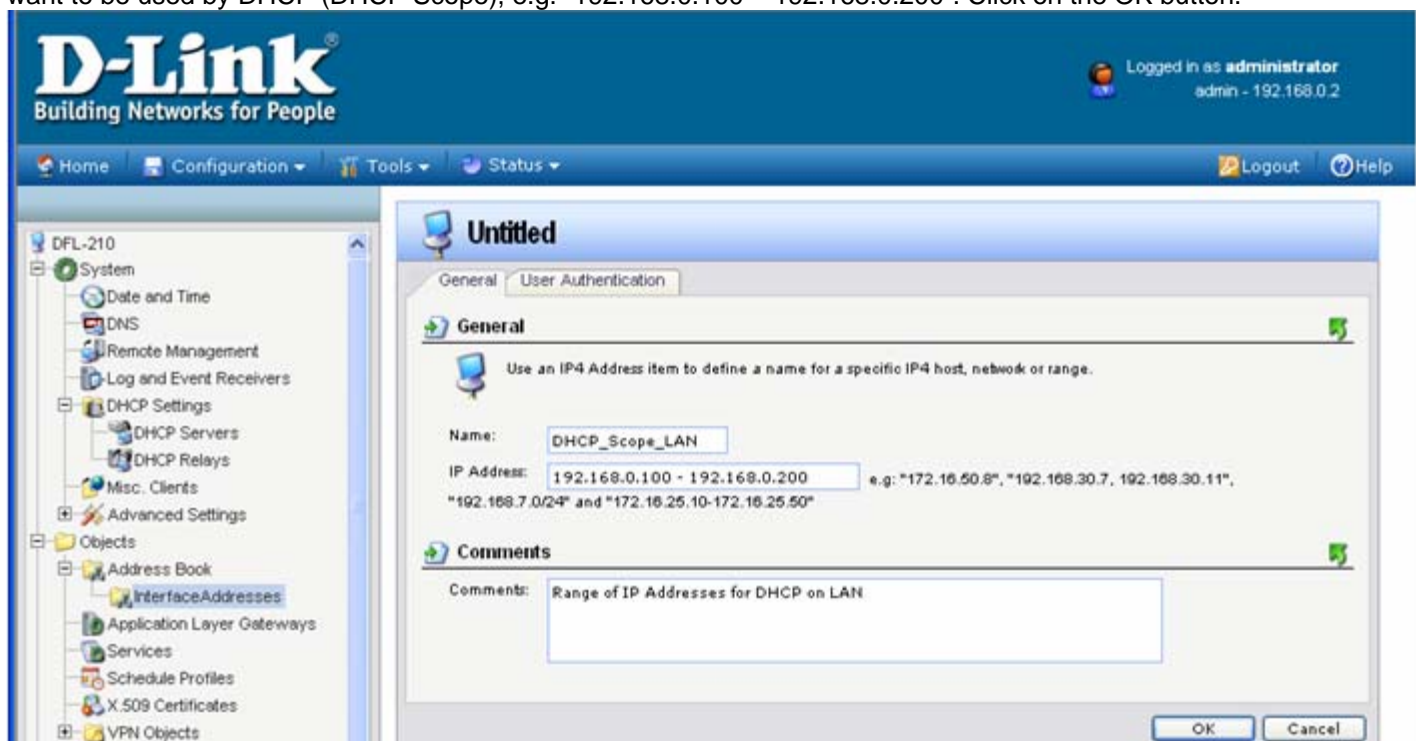 want to be used by DHCP (DHCP Scope), e.g. "192.168.0.100 – 192.168.0.200". Click on the OK button.
D-Link®
Building Networks for People
Logged in as administrator
admin - 192.168.0.2
Home Configuration Tools Status Logout Help
DFL-210
System
Date and Time
DNS
Remote Management
Log and Event Receivers
DHCP Settings
DHCP Servers
DHCP Relays
Misc. Clients
Advanced Settings
Objects
Address Book
InterfaceAddresses
Application Layer Gateways
Services
Schedule Profiles
X.509 Certificates
VPN Objects
Untitled
General User Authentication
General
Use an IP4 Address item to define a name for a specific IP4 host, network or range.
Name: DHCP_Scope_LAN
IP Address: 192.168.0.100 - 192.168.0.200 e.g: "172.16.50.8", "192.168.30.7, 192.168.30.11",
"192.168.7.0/24" and "172.16.25.10-172.16.25.50"
Comments
Comments: Range of IP Addresses for DHCP on LAN
OK Cancel